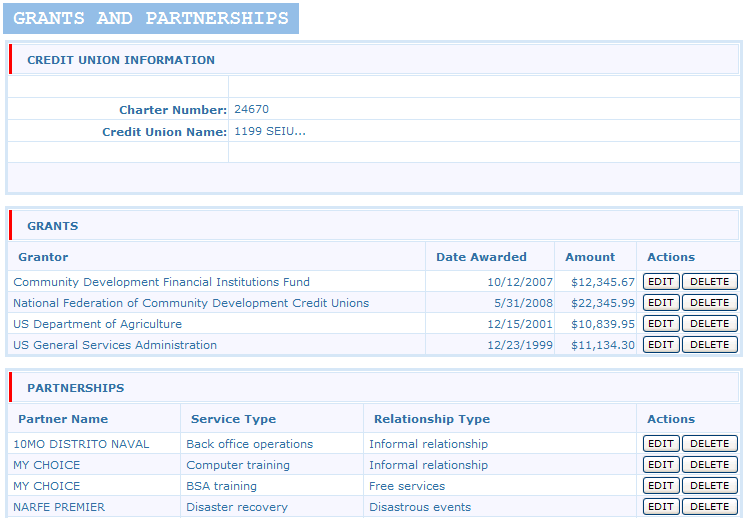 GRANTS AND PARTNERSHIPS
CREDIT UNION INFORMATION
Charter Number: 24670
Credit Union Name: 1199 SEIU...
GRANTS
Grantor Date Awarded Amount Actions
Community Development Financial Institutions Fund 10/12/2007 $12,345.67 EDIT DELETE
National Federation of Community Development Credit Unions 5/31/2008 $22,345.99 EDIT DELETE
US Department of Agriculture 12/15/2001 $10,839.95 EDIT DELETE
US General Services Administration 12/23/1999 $11,134.30 EDIT DELETE
PARTNERSHIPS
Partner Name Service Type Relationship Type Actions
10MO DISTRITO NAVAL Back office operations Informal relationship EDIT DELETE
MY CHOICE Computer training Informal relationship EDIT DELETE
MY CHOICE BSA training Free services EDIT DELETE
NARFE PREMIER Disaster recovery Disastrous events EDIT DELETE